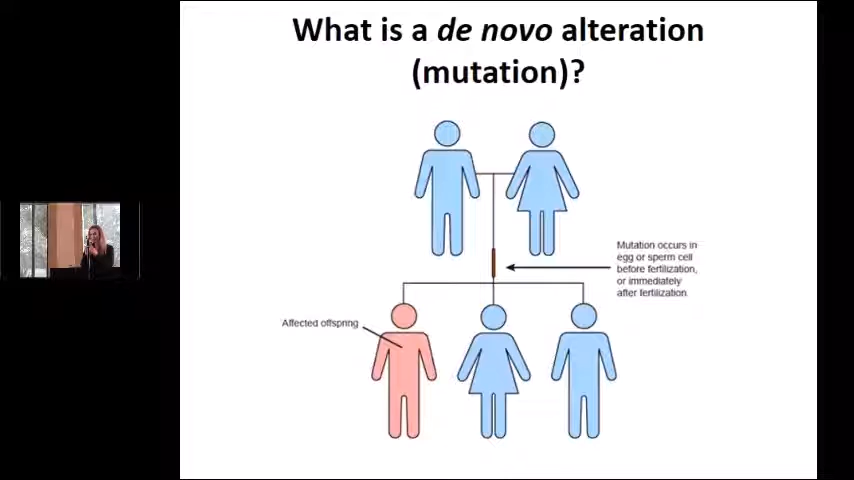 What is a de novo alteration
(mutation)?
Mutation occurs in
egg or sperm cell
before fertilization,
or immediately
after fertilization
Affected offspring